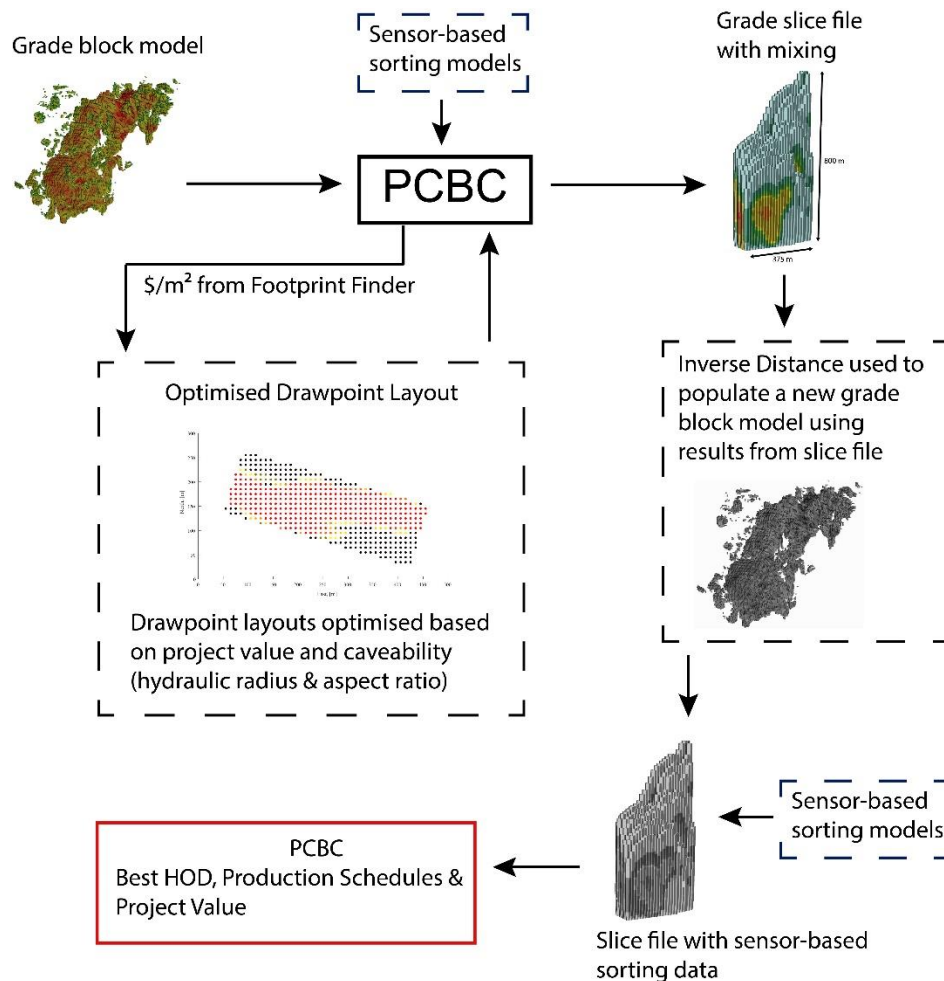 Grade block model
Sensor-based
sorting models
Grade slice file
with mixing
PCBC
800 m
375 m
$/m² from Footprint Finder
Optimised Drawpoint Layout
Drawpoint layouts optimised based
on project value and caveability
(hydraulic radius & aspect ratio)
Inverse Distance used to
populate a new grade
block model using
results from slice file
Sensor-based
sorting models
PCBC
Best HOD, Production Schedules &
Project Value
Slice file with sensor-based
sorting data